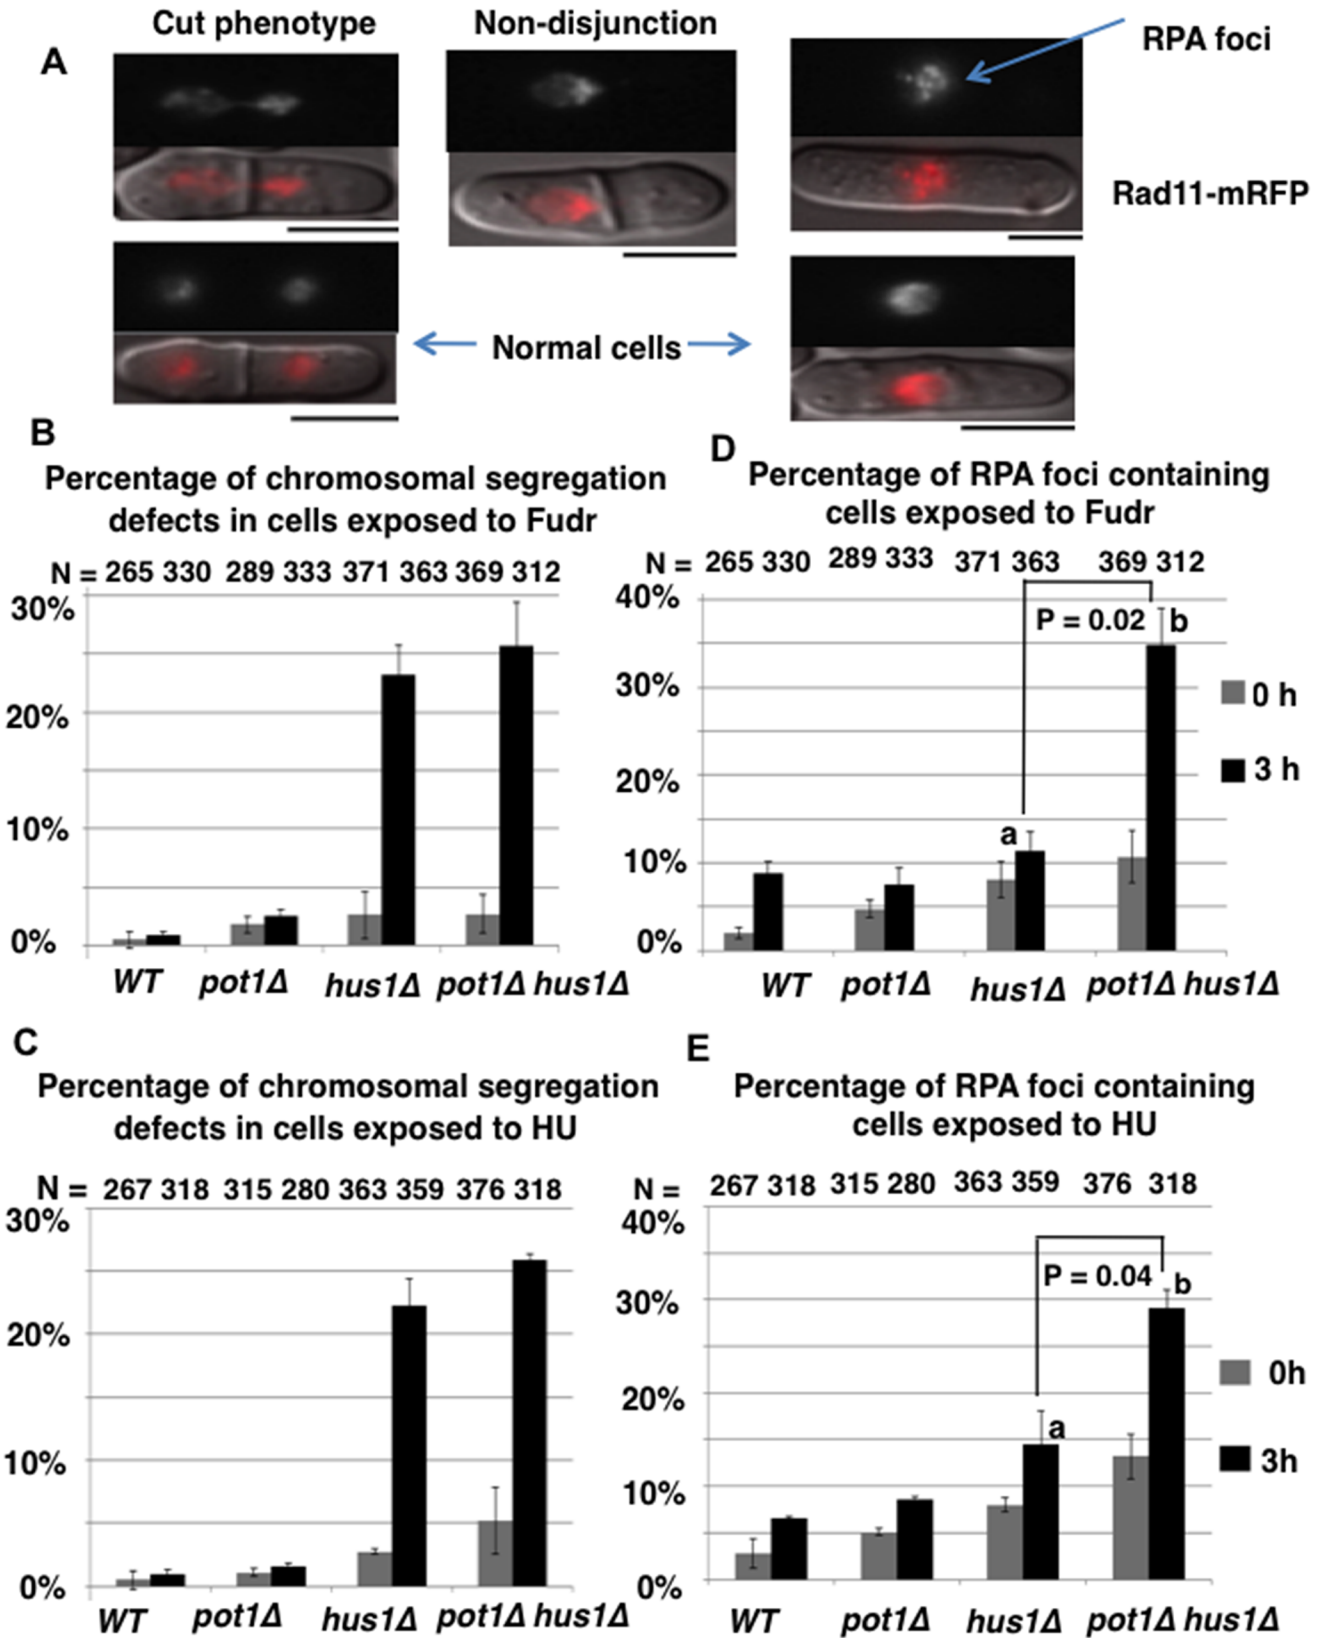 A
Cut phenotype
Non-disjunction
RPA foci
Rad11-mRFP
Normal cells
B
Percentage of chromosomal segregation
defects in cells exposed to Fudr
N = 265 330 289 333 371 363 369 312
30%
20%
10%
0%
WT pot1Δ hus1Δ pot1Δ hus1Δ
D
Percentage of RPA foci containing
cells exposed to Fudr
N = 265 330 289 333 371 363 369 312
40%
P = 0.02 b
30%
20%
a
10%
0%
WT pot1Δ hus1Δ pot1Δ hus1Δ
0 h
3 h
C
Percentage of chromosomal segregation
defects in cells exposed to HU
N = 267 318 315 280 363 359 376 318
30%
20%
10%
0%
WT pot1Δ hus1Δ pot1Δ hus1Δ
E
Percentage of RPA foci containing
cells exposed to HU
N = 267 318 315 280 363 359 376 318
40%
P = 0.04 b
30%
20%
a
10%
0%
WT pot1Δ hus1Δ pot1Δ hus1Δ
0h
3h